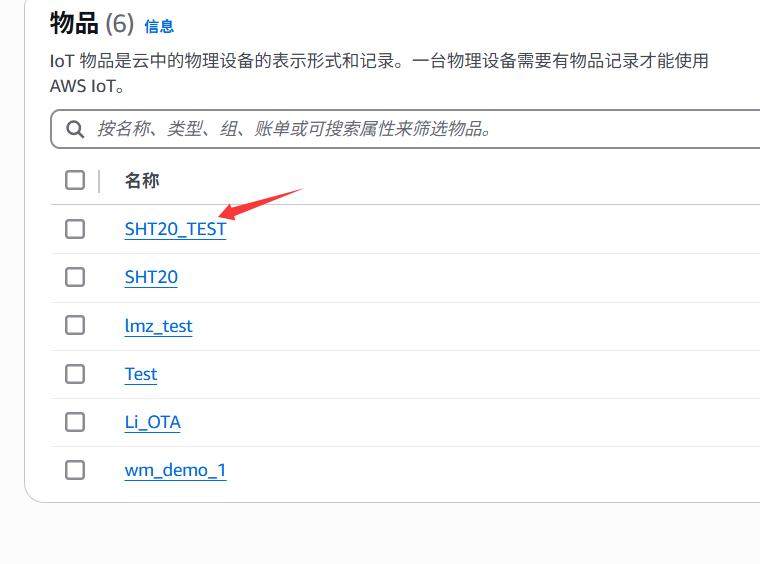 物品 (6) 信息
IoT 物品是云中的物理设备的表示形式和记录。一台物理设备需要有物品记录才能使用
AWS IoT。
按名称、类型、组、账单或可搜索属性来筛选物品。
名称
SHT20_TEST
SHT20
lmz_test
Test
Li_OTA
wm_demo_1